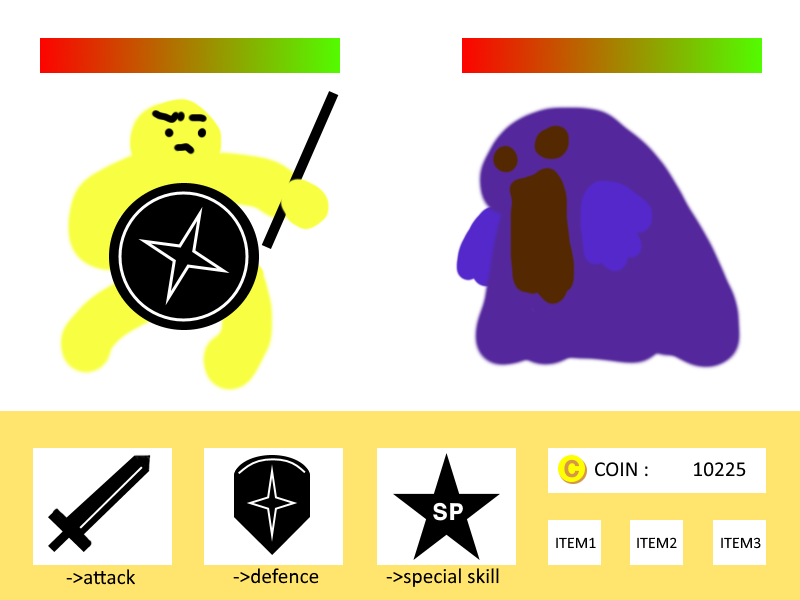 C COIN : 10225
SP
ITEM1 ITEM2 ITEM3
->attack ->defence ->special skill